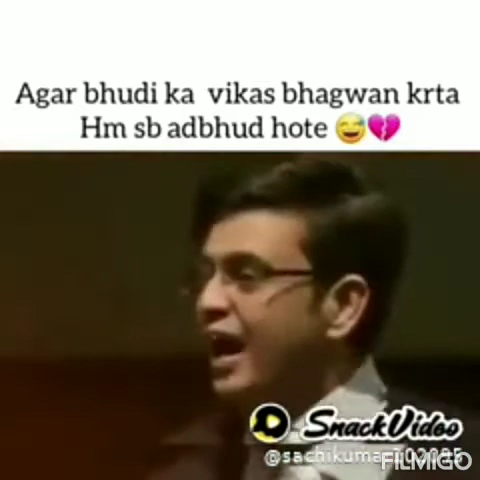 Agar bhudi ka vikas bhagwan krta
Hm sb adbhud hote 😅💔
SnackVideo
FILMIGO